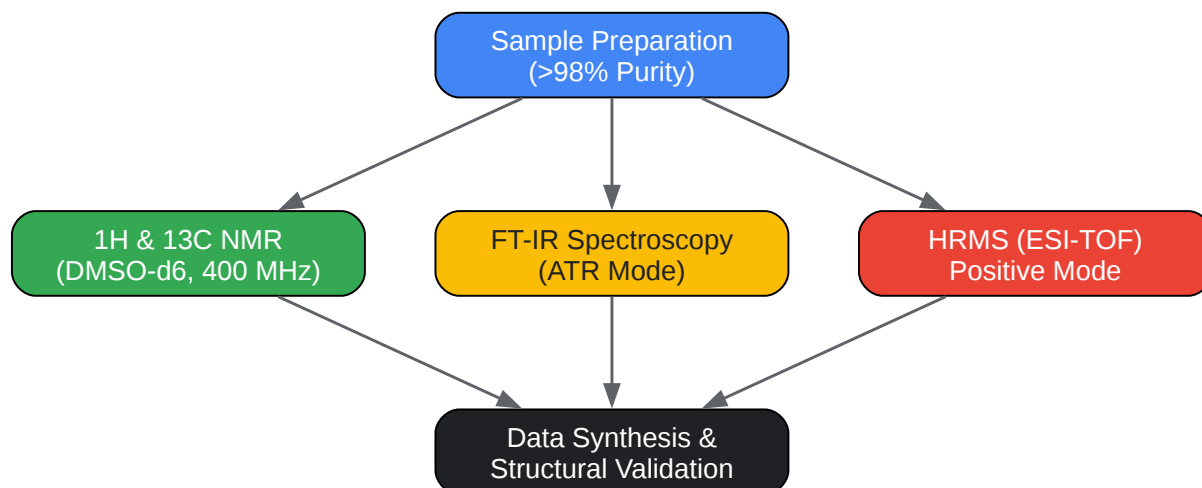 Sample Preparation
(>98% Purity)
1H & 13C NMR
(DMSO-d6, 400 MHz)
FT-IR Spectroscopy
(ATR Mode)
HRMS (ESI-TOF)
Positive Mode
Data Synthesis &
Structural Validation